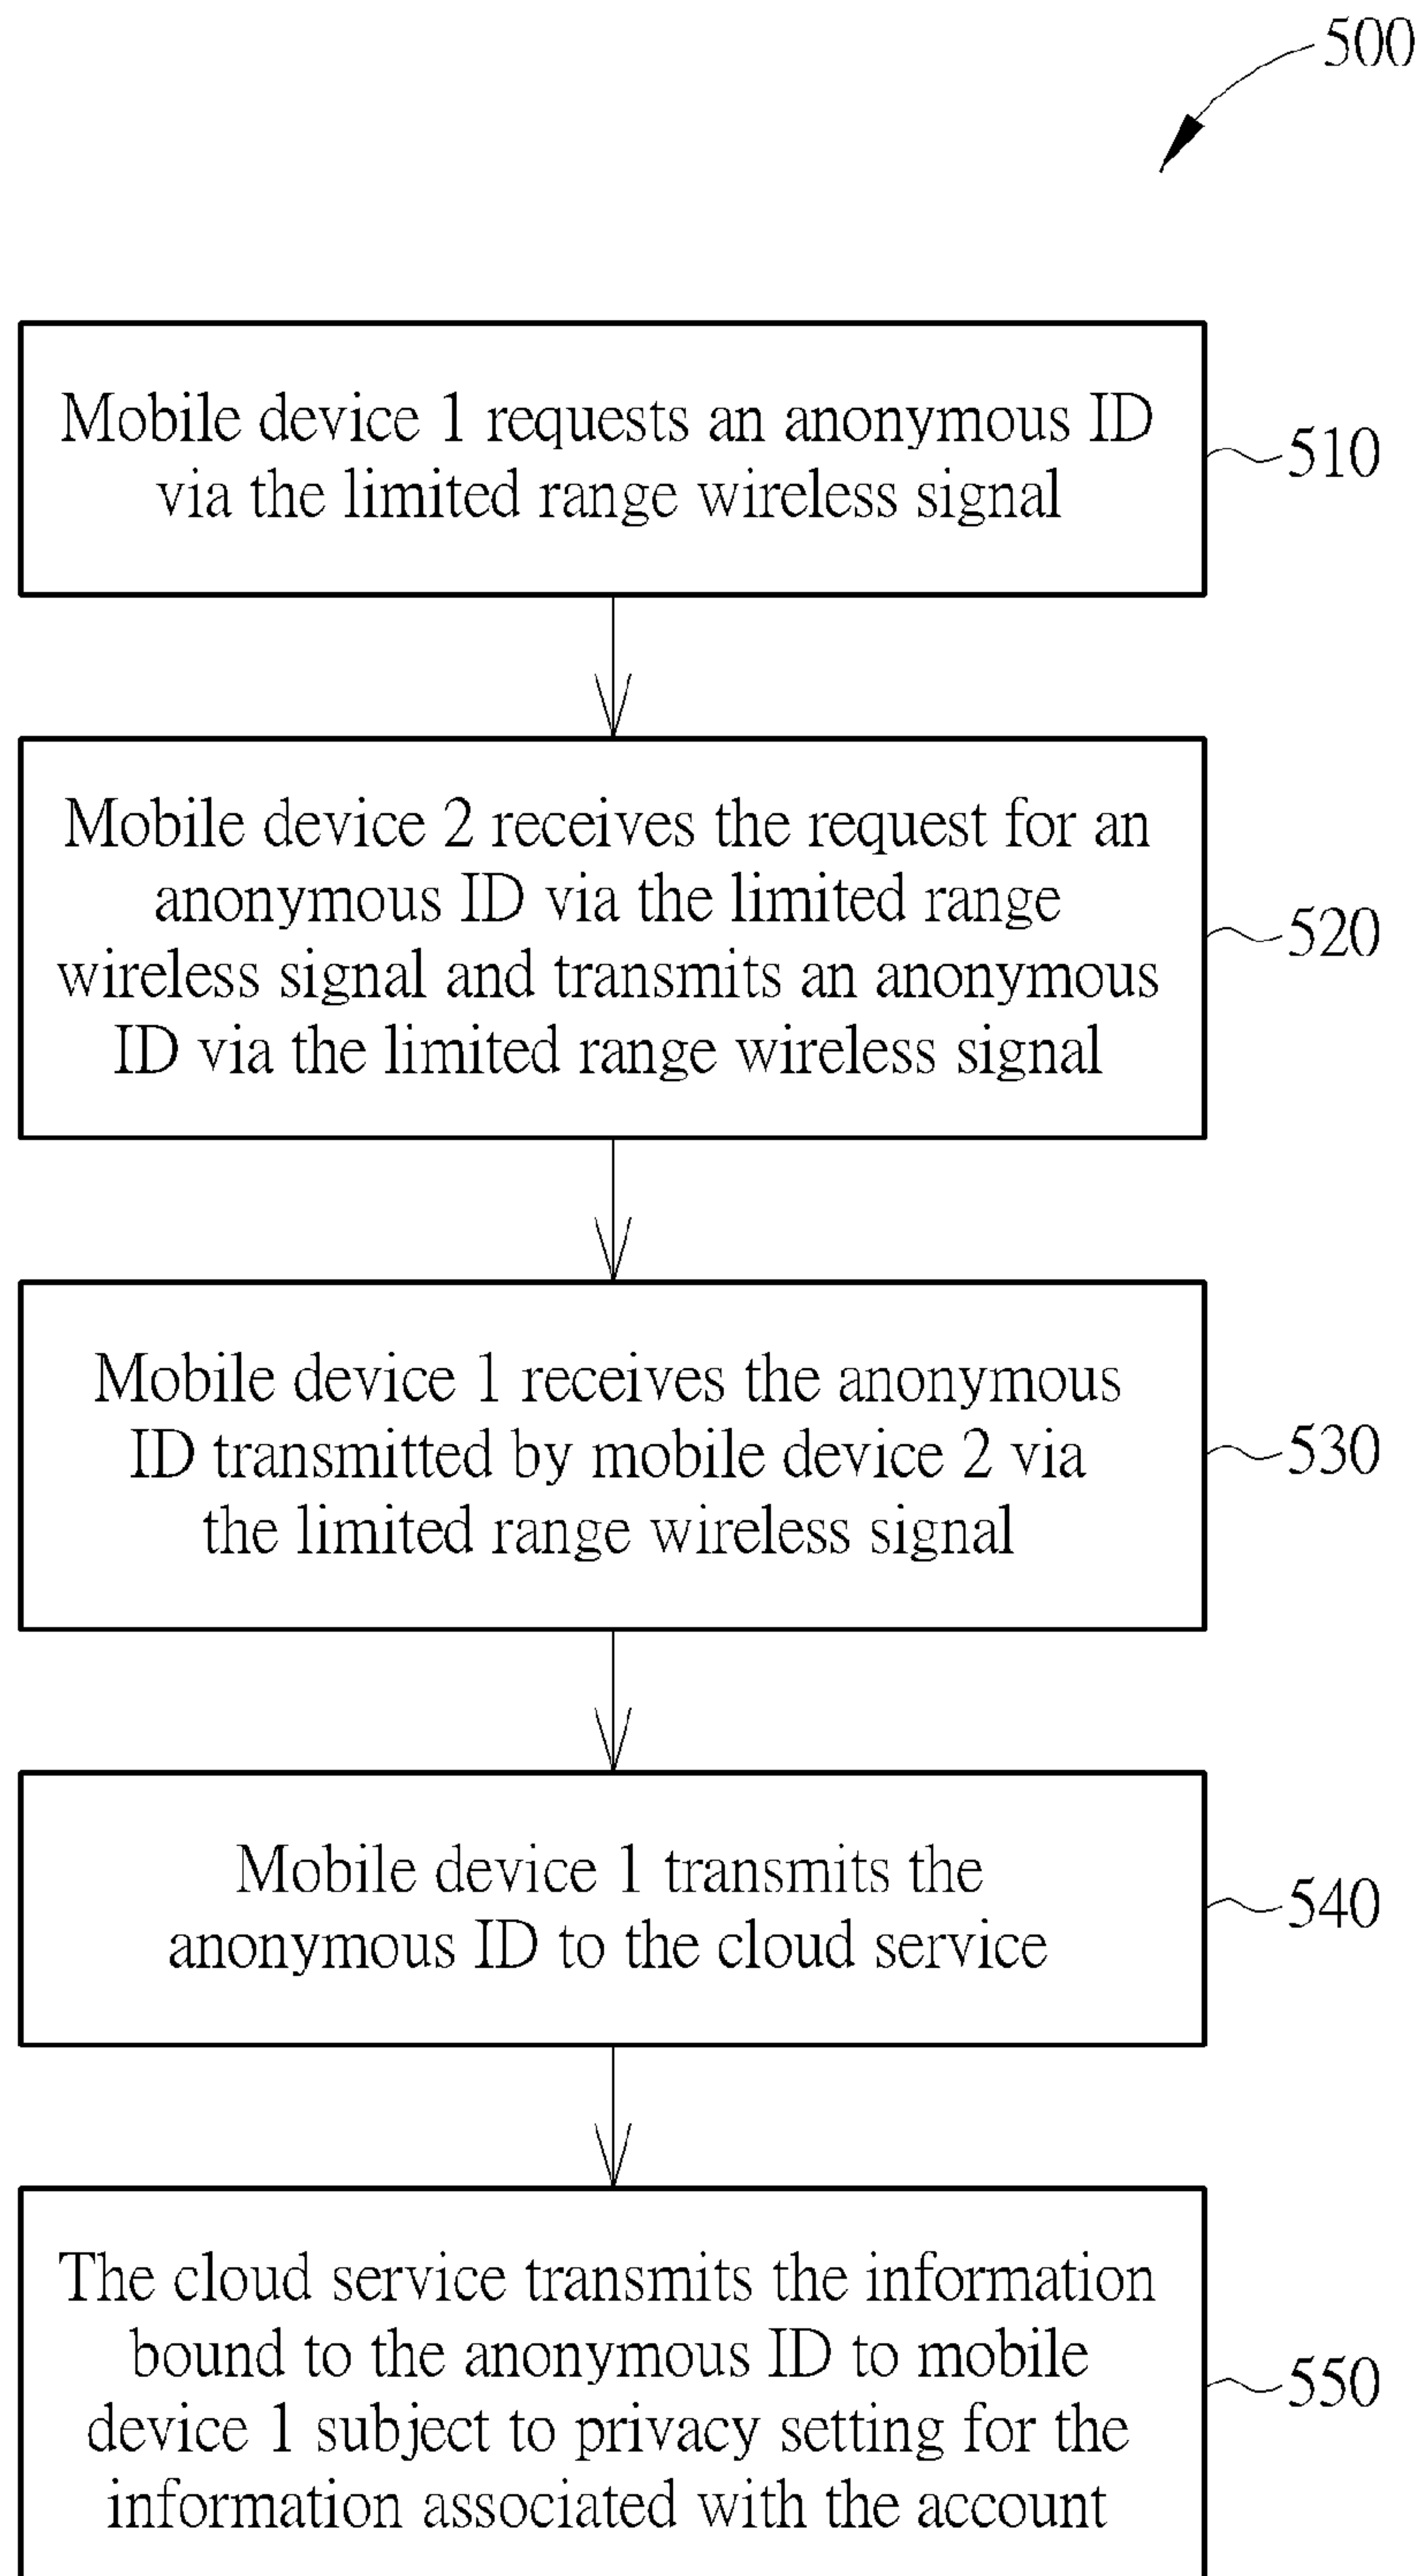 500
Mobile device 1 requests an anonymous ID
via the limited range wireless signal
510
Mobile device 2 receives the request for an
anonymous ID via the limited range
wireless signal and transmits an anonymous
ID via the limited range wireless signal
520
Mobile device 1 receives the anonymous
ID transmitted by mobile device 2 via
the limited range wireless signal
530
Mobile device 1 transmits the
anonymous ID to the cloud service
540
The cloud service transmits the information
bound to the anonymous ID to mobile
device 1 subject to privacy setting for the
information associated with the account
550